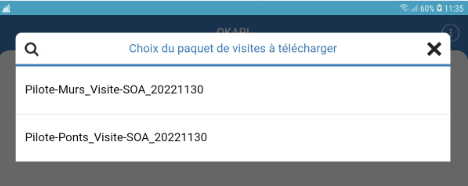 60% 11:35
OKAPI
Choix du paquet de visites à télécharger
Pilote-Murs_Visite-SOA_20221130
Pilote-Ponts_Visite-SOA_20221130